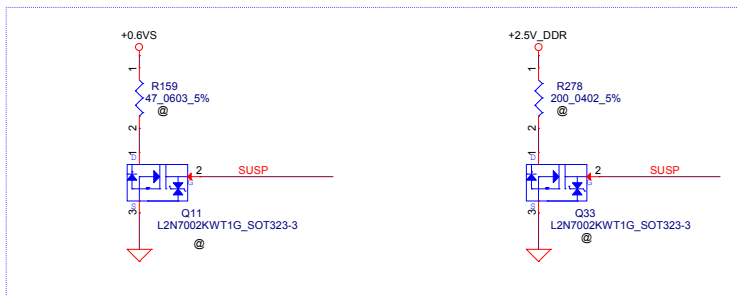 +0.6VS
1
R159
47_0603_5%
@
2
1
D
2
SUSP
G
S
3
Q11
L2N7002KWT1G_SOT323-3
@
+2.5V_DDR
1
R278
200_0402_5%
@
2
1
D
2
SUSP
G
S
3
Q33
L2N7002KWT1G_SOT323-3
@